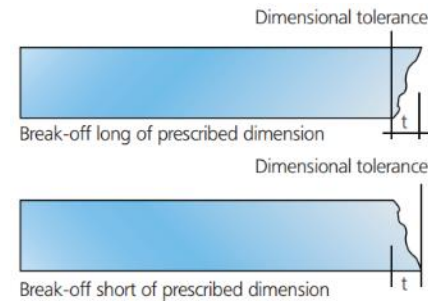 Dimensional tolerance
t
Break-off long of prescribed dimension
Dimensional tolerance
t
Break-off short of prescribed dimension